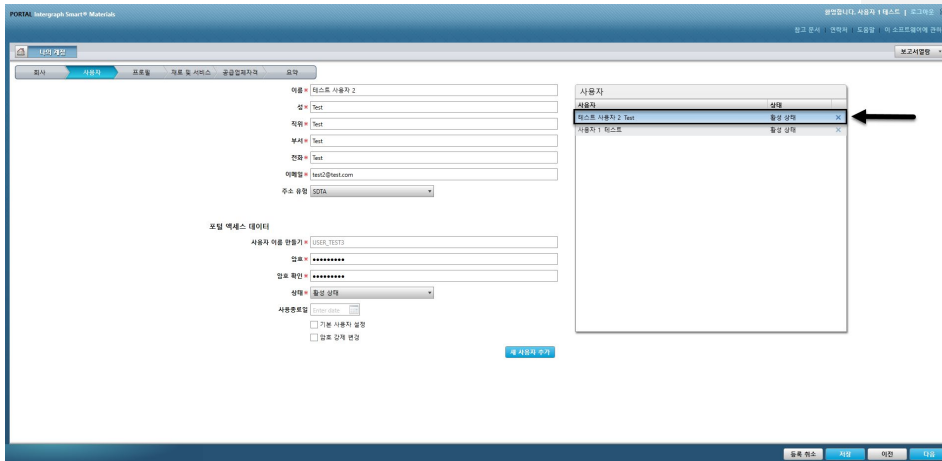 PORTAL Intergraph Smart® Materials
환영합니다, 사용자 1 테스트 | 로그아웃
참고 문서 | 연락처 | 도움말 | 이 소프트웨어에 관하
나의 계정
보고서열람
회사 사용자 프로필 재료 및 서비스 공급업체자격 요약
이름* 테스트 사용자 2
성* Test
직위* Test
부서* Test
전화* Test
이메일* test2@test.com
주소 유형 SDTA
포털 액세스 데이터
사용자 이름 만들기* USER_TEST3
암호* •••••••••
암호 확인* •••••••••
상태* 활성 상태
사용종료일 Enter date
기본 사용자 설정
암호 강제 변경
새 사용자 추가
사용자
사용자 상태
테스트 사용자 2 Test 활성 상태 ×
사용자 1 테스트 활성 상태 ×
등록 취소 저장 이전 다음